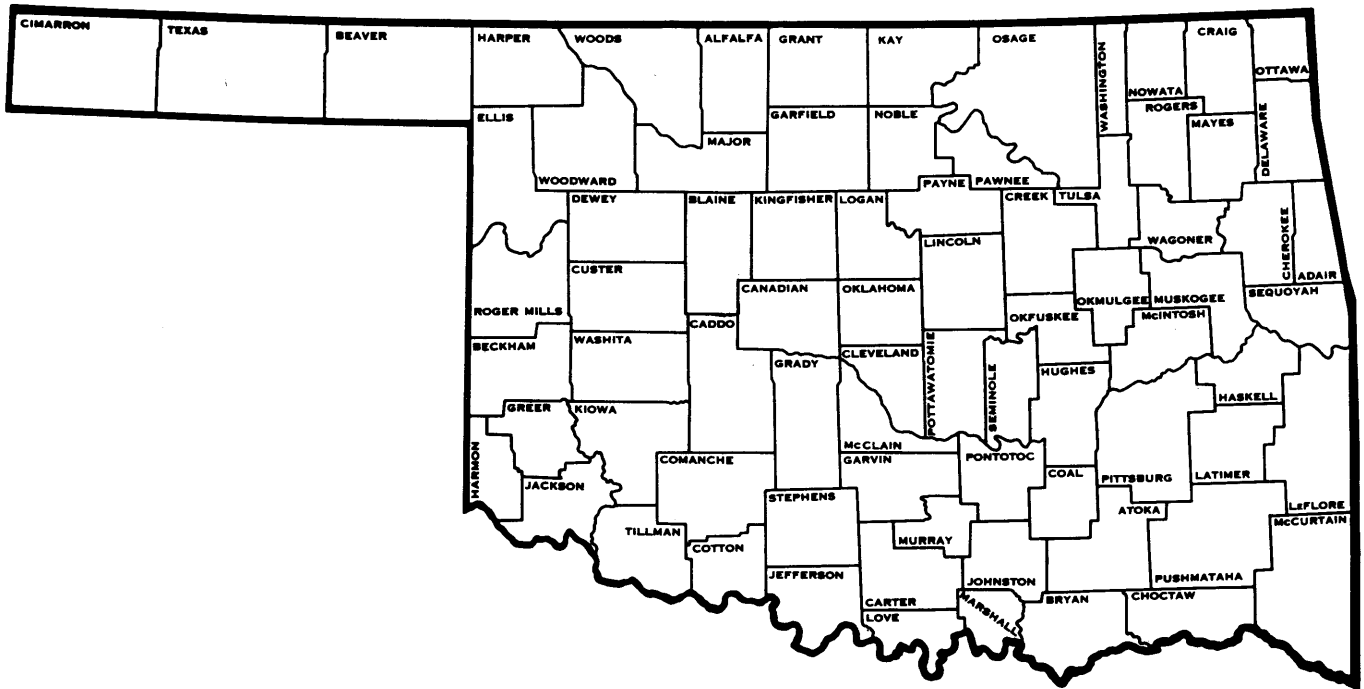 CIMARRON
TEXAS
BEAVER
HARPER
WOODS
ALFALFA
GRANT
KAY
OSAGE
WASHINGTON
NOWATA
CRAIG
OTTAWA
ELLIS
WOODWARD
MAJOR
GARFIELD
NOBLE
ROGERS
MAYES
DELAWARE
PAYNE
PAWNEE
DEWEY
BLAINE
KINGFISHER
LOGAN
CREEK
TULSA
LINCOLN
WAGONER
CHEROKEE
ADAIR
CUSTER
CANADIAN
OKLAHOMA
OKMULGEE
MUSKOGEE
SEQUOYAH
ROGER MILLS
CADDO
OKFUSKEE
McINTOSH
BECKHAM
WASHITA
GRADY
CLEVELAND
POTTAWATOMIE
SEMINOLE
HUGHES
HASKELL
GREER
KIOWA
HARMON
JACKSON
COMANCHE
McCLAIN
GARVIN
PONTOTOC
COAL
PITTSBURG
LATIMER
LeFLORE
STEPHENS
ATOKA
McCURTAIN
TILLMAN
COTTON
MURRAY
JEFFERSON
JOHNSTON
PUSHMATAHA
CARTER
LOVE
MARSHALL
BRYAN
CHOCTAW